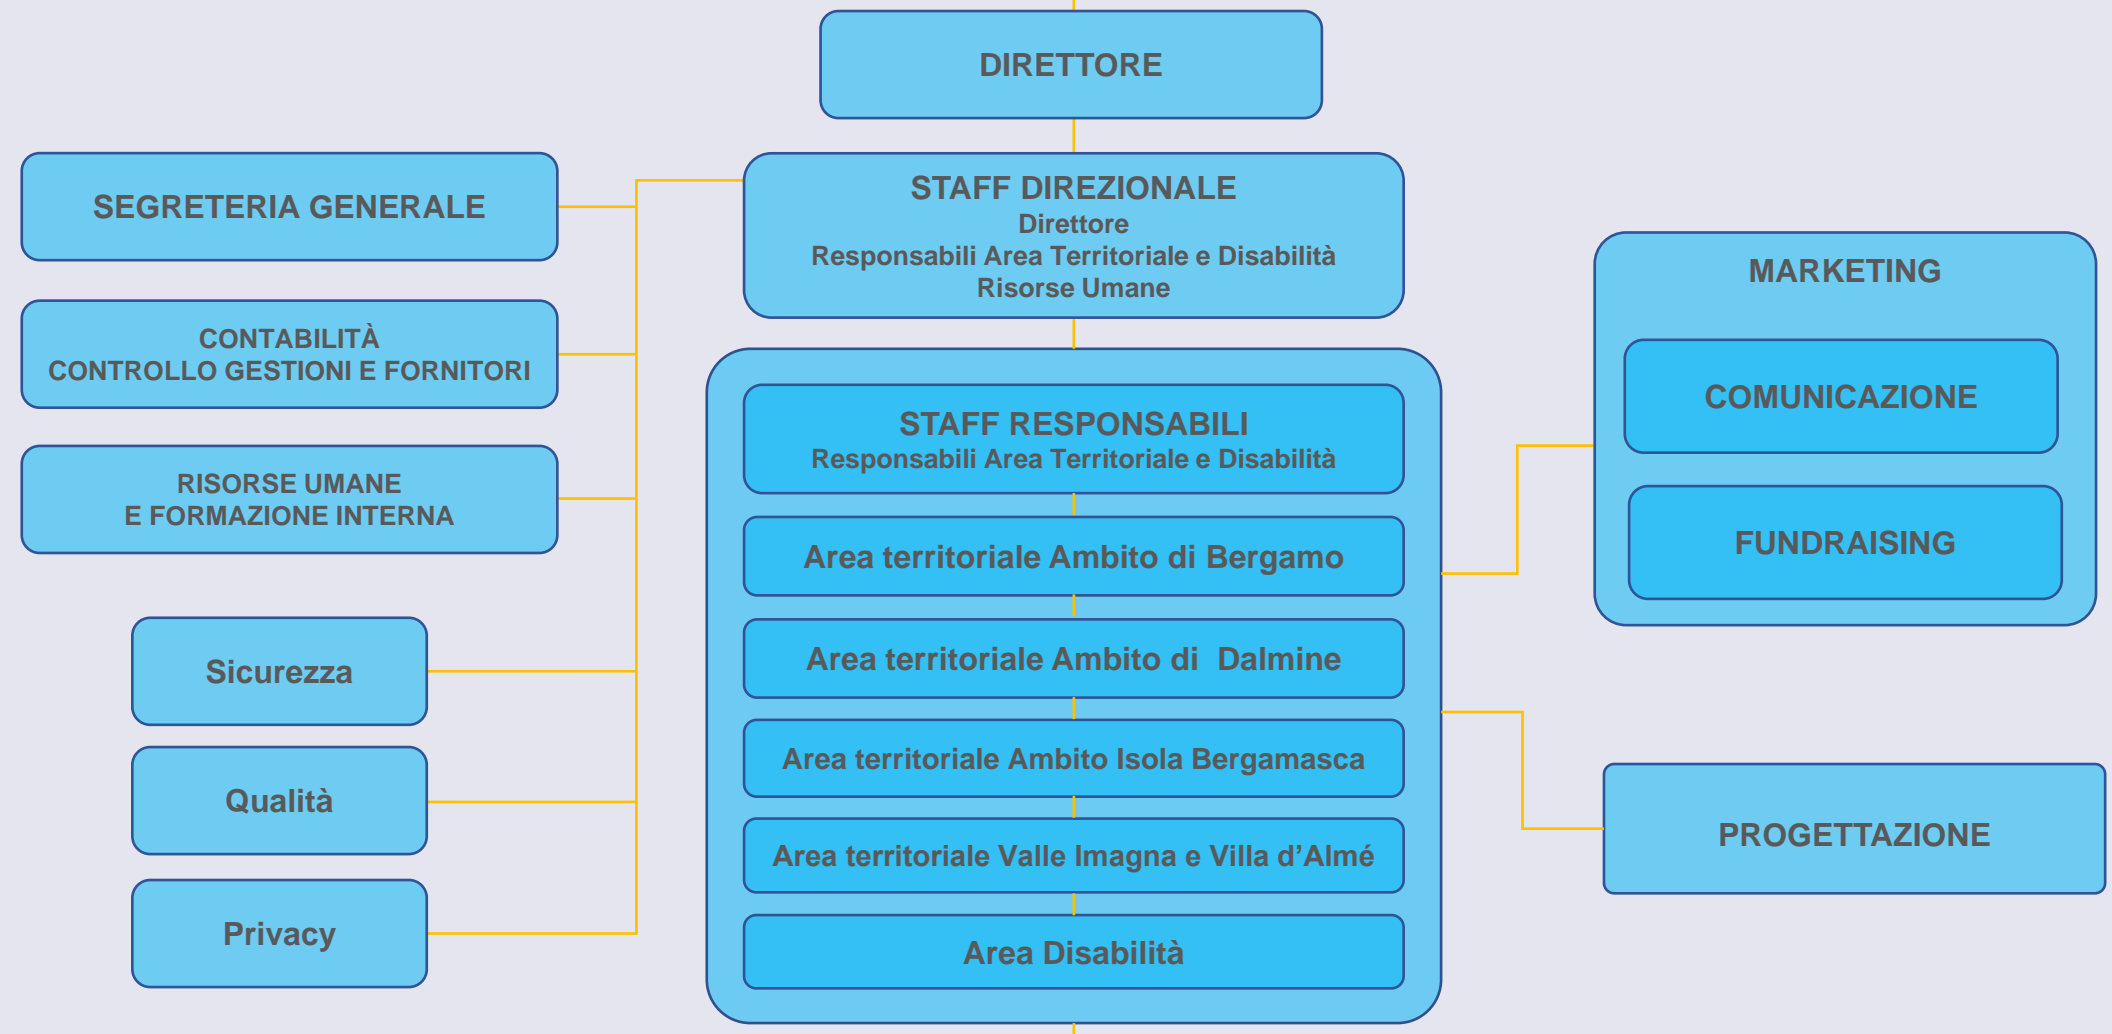 DIRETTORE
STAFF DIREZIONALE
Direttore
Responsabili Area Territoriale e Disabilità
Risorse Umane
SEGRETERIA GENERALE
CONTABILITÀ
CONTROLLO GESTIONI E FORNITORI
RISORSE UMANE
E FORMAZIONE INTERNA
Sicurezza
Qualità
Privacy
STAFF RESPONSABILI
Responsabili Area Territoriale e Disabilità
Area territoriale Ambito di Bergamo
Area territoriale Ambito di Dalmine
Area territoriale Ambito Isola Bergamasca
Area territoriale Valle Imagna e Villa d’Almé
Area Disabilità
MARKETING
COMUNICAZIONE
FUNDRAISING
PROGETTAZIONE